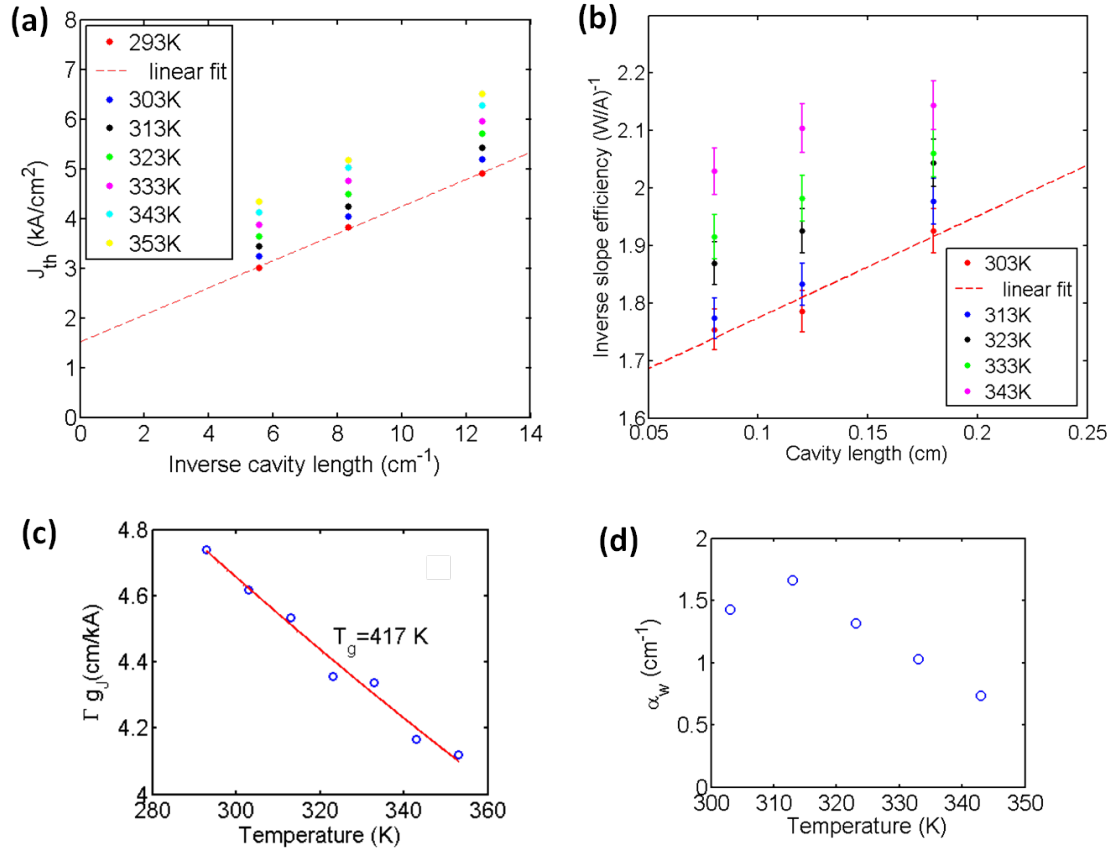 (a)
8
7
6
5
4
3
2
1
0
J_th (kA/cm²)
293K
linear fit
303K
313K
323K
333K
343K
353K
0 2 4 6 8 10 12 14
Inverse cavity length (cm⁻¹)
(b)
2.2
2.1
2
1.9
1.8
1.7
1.6
Inverse slope efficiency (W/A)⁻¹
303K
linear fit
313K
323K
333K
343K
0.05 0.1 0.15 0.2 0.25
Cavity length (cm)
(c)
4.8
4.6
4.4
4.2
4
Γ g_J(cm/kA)
T_g=417 K
280 300 320 340 360
Temperature (K)
(d)
2
1.5
1
0.5
0
α_w (cm⁻¹)
300 310 320 330 340 350
Temperature (K)